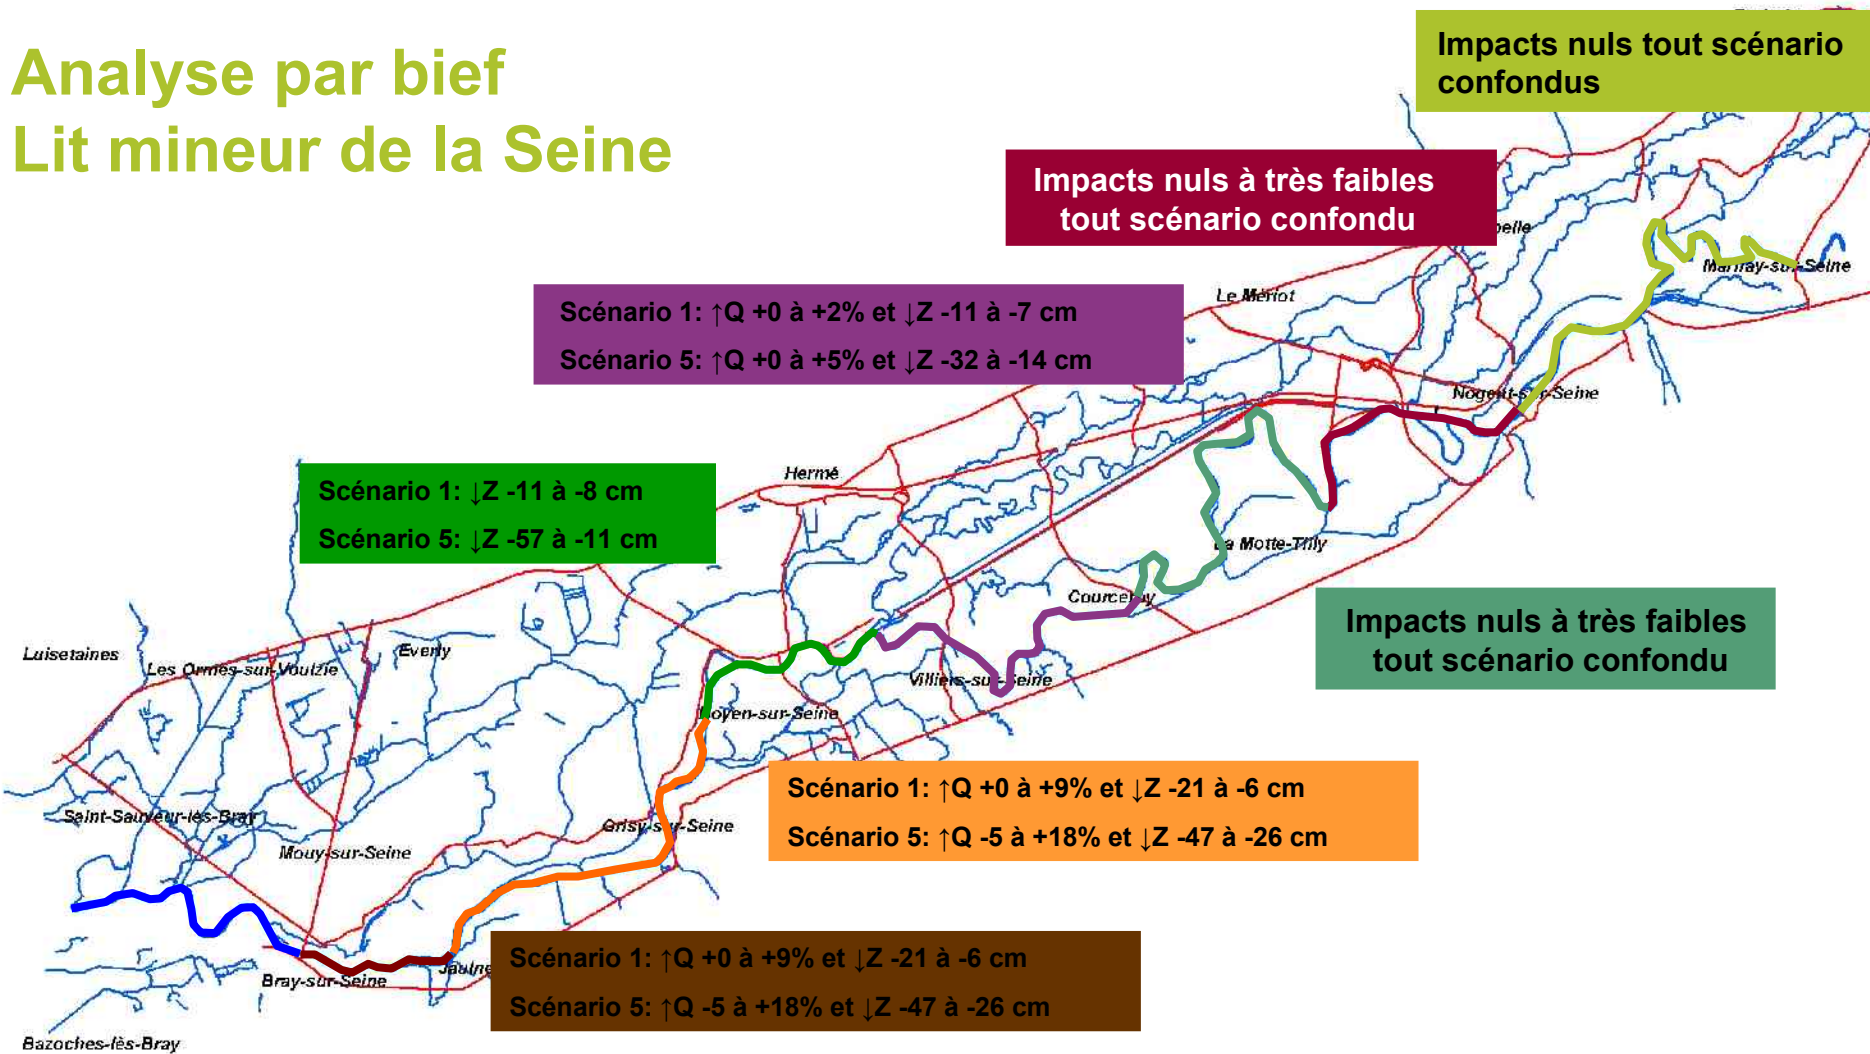 Analyse par bief
Lit mineur de la Seine
Impacts nuls tout scénario
confondus
Impacts nuls à très faibles
tout scénario confondu
Scénario 1: ↑Q +0 à +2% et ↓Z -11 à -7 cm
Scénario 5: ↑Q +0 à +5% et ↓Z -32 à -14 cm
Scénario 1: ↓Z -11 à -8 cm
Scénario 5: ↓Z -57 à -11 cm
Impacts nuls à très faibles
tout scénario confondu
Scénario 1: ↑Q +0 à +9% et ↓Z -21 à -6 cm
Scénario 5: ↑Q -5 à +18% et ↓Z -47 à -26 cm
Scénario 1: ↑Q +0 à +9% et ↓Z -21 à -6 cm
Scénario 5: ↑Q -5 à +18% et ↓Z -47 à -26 cm
Marnay-sur-Seine
Le Mériot
Nogent-sur-Seine
Hermé
La Motte-Tilly
Courceroy
Villiers-sur-Seine
Noyen-sur-Seine
Luisetaines
Les Ormes-sur-Voulzie
Everly
Saint-Sauveur-lès-Bray
Mouy-sur-Seine
Grisy-sur-Seine
Jaulne
Bray-sur-Seine
Bazoches-lès-Bray